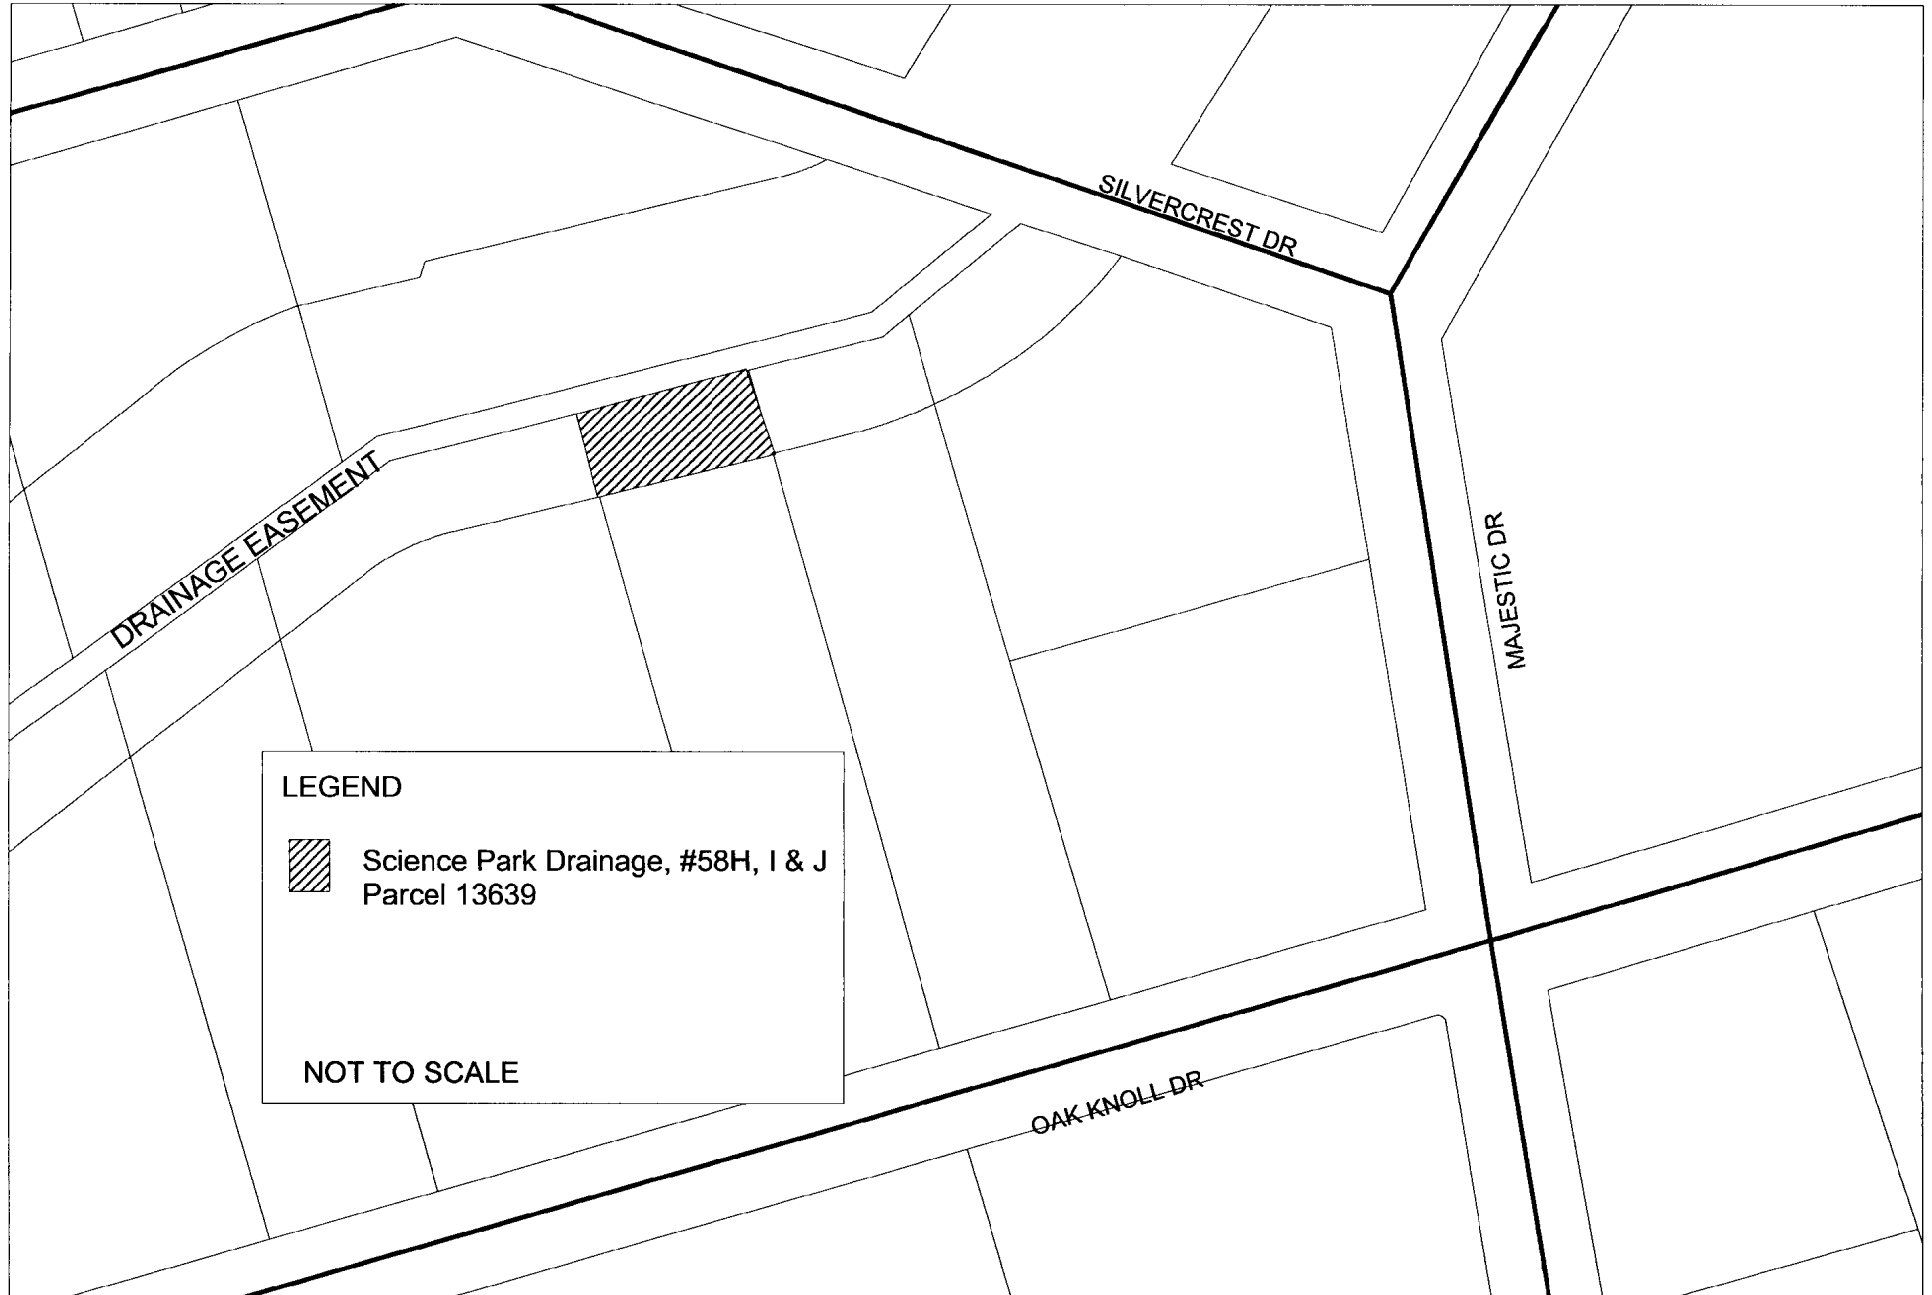 SILVERCREST DR
DRAINAGE EASEMENT
MAJESTIC DR
LEGEND
Science Park Drainage, #58H, I & J
Parcel 13639
NOT TO SCALE
OAK KNOLL DR